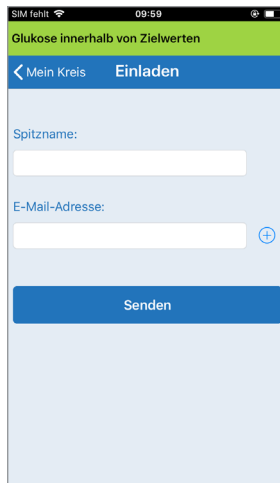 SIM fehlt 09:59
Glukose innerhalb von Zielwerten
Mein Kreis Einladen
Spitzname:
E-Mail-Adresse:
Senden